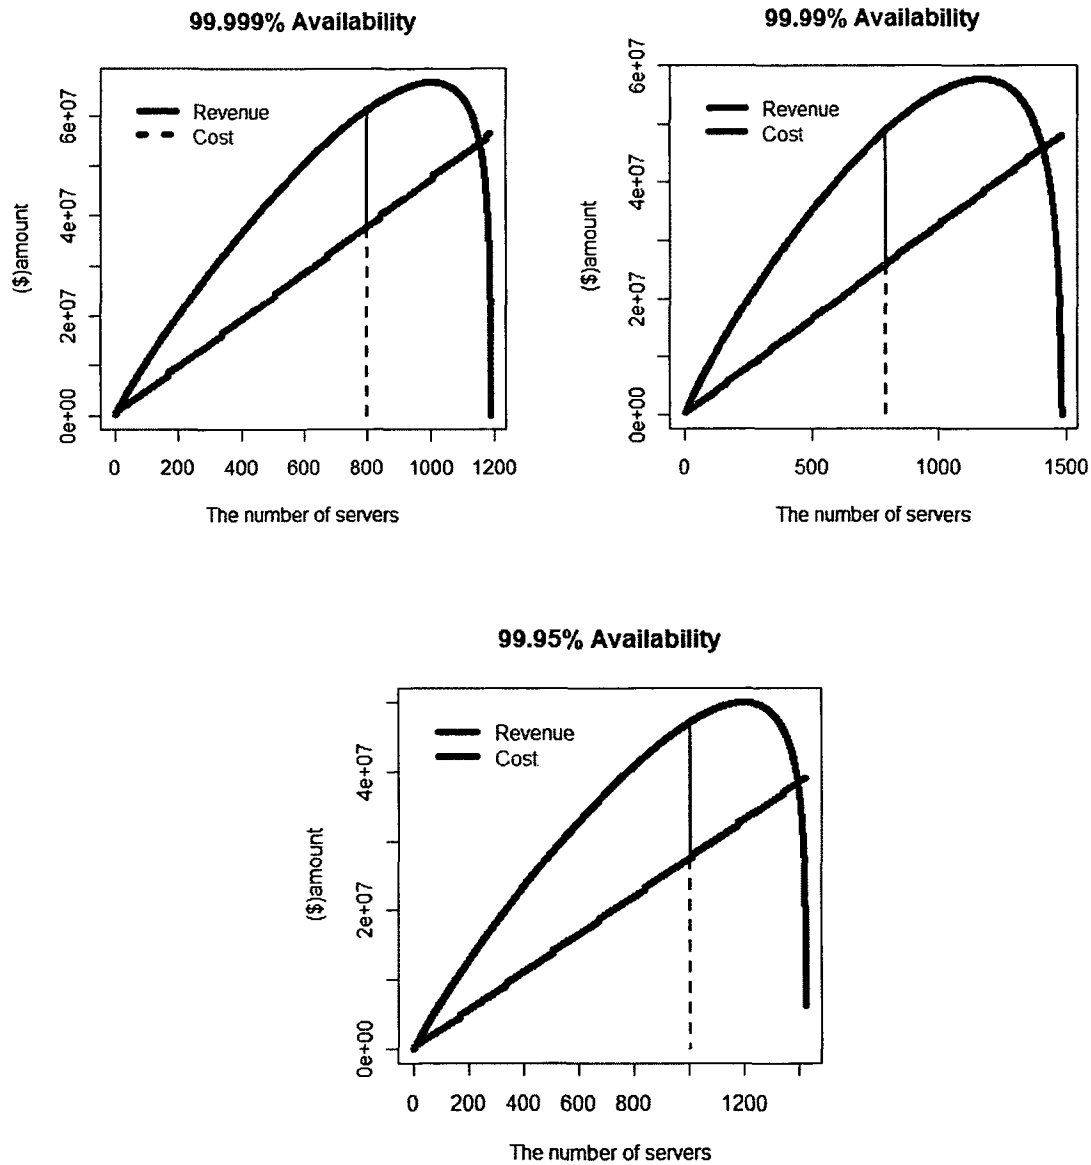 99.999% Availability
($)amount
6e+07
4e+07
2e+07
0e+00
Revenue
Cost
0 200 400 600 800 1000 1200
The number of servers
99.99% Availability
($)amount
6e+07
4e+07
2e+07
0e+00
Revenue
Cost
0 500 1000 1500
The number of servers
99.95% Availability
($)amount
4e+07
2e+07
0e+00
Revenue
Cost
0 200 400 600 800 1200
The number of servers